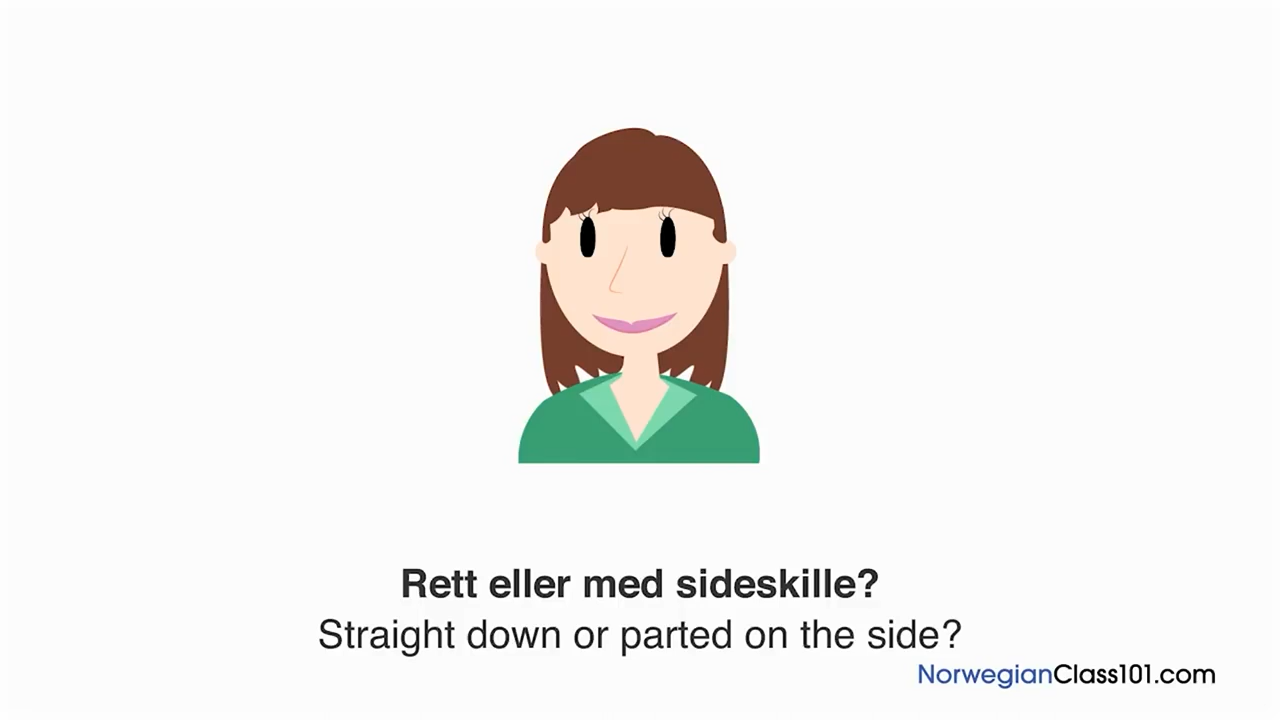 Rett eller med sideskille?
Straight down or parted on the side?
NorwegianClass101.com